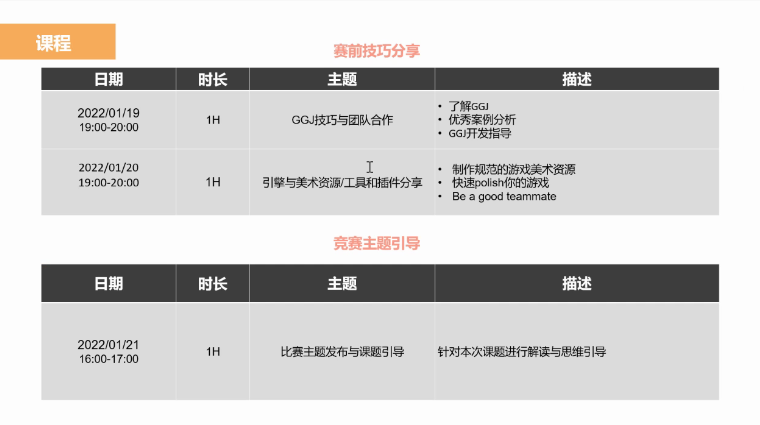 课程
赛前技巧分享
日期 时长 主题 描述
2022/01/19
19:00-20:00
1H
GGJ技巧与团队合作
• 了解GGJ
• 优秀案例分析
• GGJ开发指导
2022/01/20
19:00-20:00
1H
引擎与美术资源/工具和插件分享
• 制作规范的游戏美术资源
• 快速polish你的游戏
• Be a good teammate
竞赛主题引导
日期 时长 主题 描述
2022/01/21
16:00-17:00
1H
比赛主题发布与课题引导
针对本次课题进行解读与思维引导